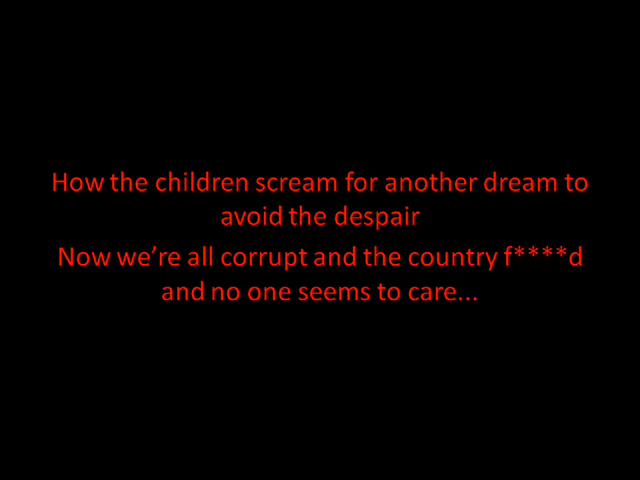 How the children scream for another dream to
avoid the despair
Now we’re all corrupt and the country f****d
and no one seems to care...